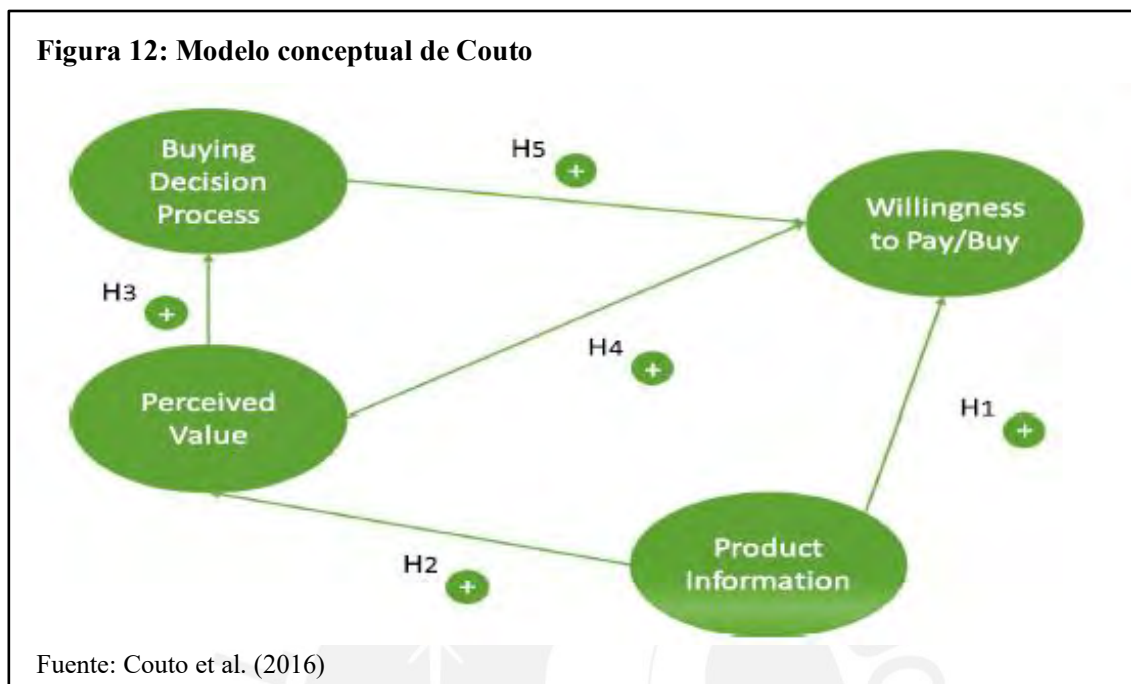 Figura 12: Modelo conceptual de Couto
Buying
Decision
Process
H5
+
Willingness
to Pay/Buy
H3
+
H4
+
Perceived
Value
H1
+
H2
+
Product
Information
Fuente: Couto et al. (2016)